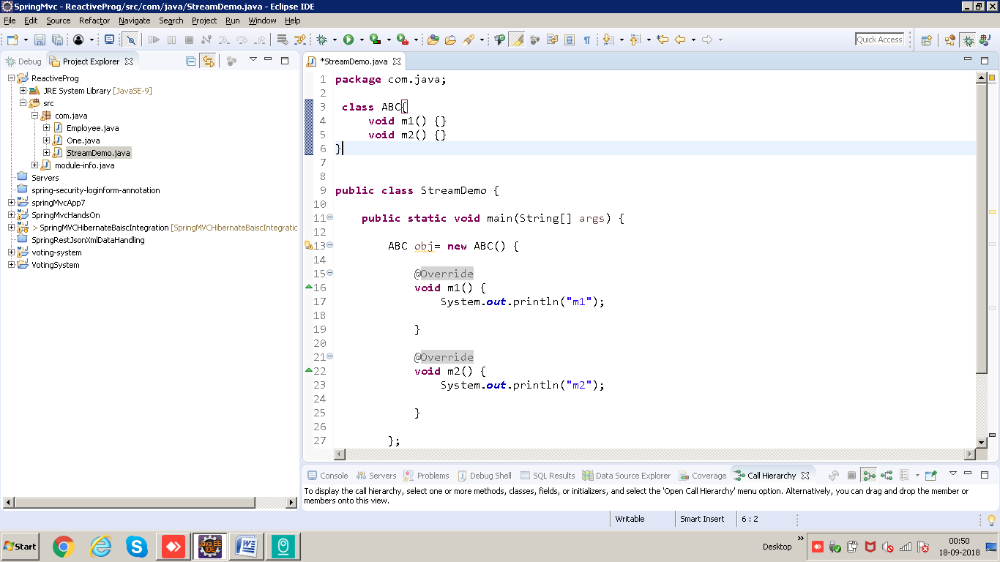 SpringMvc - ReactiveProg/src/com/java/StreamDemo.java - Eclipse IDE
File Edit Source Refactor Navigate Search Project Run Window Help
Quick Access
Debug Project Explorer
ReactiveProg
JRE System Library [JavaSE-9]
src
com.java
Employee.java
One.java
StreamDemo.java
module-info.java
Servers
spring-security-loginform-annotation
springMvcApp7
SpringMvcHandsOn
> SpringMVCHibernateBaiscIntegration [SpringMVCHibernateBaiscIntegratic
SpringRestJsonXmlDataHandling
voting-system
VotingSystem
*StreamDemo.java
1 package com.java;
2
3 class ABC{
4 void m1() {}
5 void m2() {}
6 }
7
8
9 public class StreamDemo {
10
11 public static void main(String[] args) {
12
13 ABC obj= new ABC() {
14
15 @Override
16 void m1() {
17 System.out.println("m1");
18
19 }
20
21 @Override
22 void m2() {
23 System.out.println("m2");
24
25 }
26
27 };
Console Servers Problems Debug Shell SQL Results Data Source Explorer Coverage Call Hierarchy
To display the call hierarchy, select one or more methods, classes, fields, or initializers, and select the 'Open Call Hierarchy' menu option. Alternatively, you can drag and drop the member or
members onto this view.
Writable Smart Insert 6 : 2
Start
Java EE
IDE
Desktop
00:50
18-09-2018